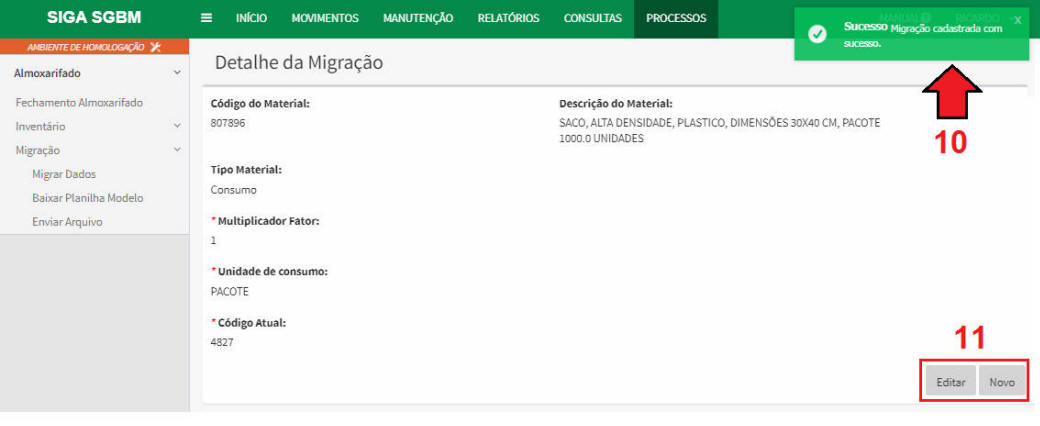 SIGA SGBM
INÍCIO MOVIMENTOS MANUTENÇÃO RELATÓRIOS CONSULTAS PROCESSOS
MANUAL RICARDO
Sucesso Migração cadastrada com
sucesso.
x
AMBIENTE DE HOMOLOGAÇÃO
Almoxarifado
Fechamento Almoxarifado
Inventário
Migração
Migrar Dados
Baixar Planilha Modelo
Enviar Arquivo
Detalhe da Migração
10
Código do Material:
807896
Descrição do Material:
SACO, ALTA DENSIDADE, PLASTICO, DIMENSÕES 30X40 CM, PACOTE
1000.0 UNIDADES
Tipo Material:
Consumo
* Multiplicador Fator:
1
* Unidade de consumo:
PACOTE
* Código Atual:
4827
11
Editar Novo